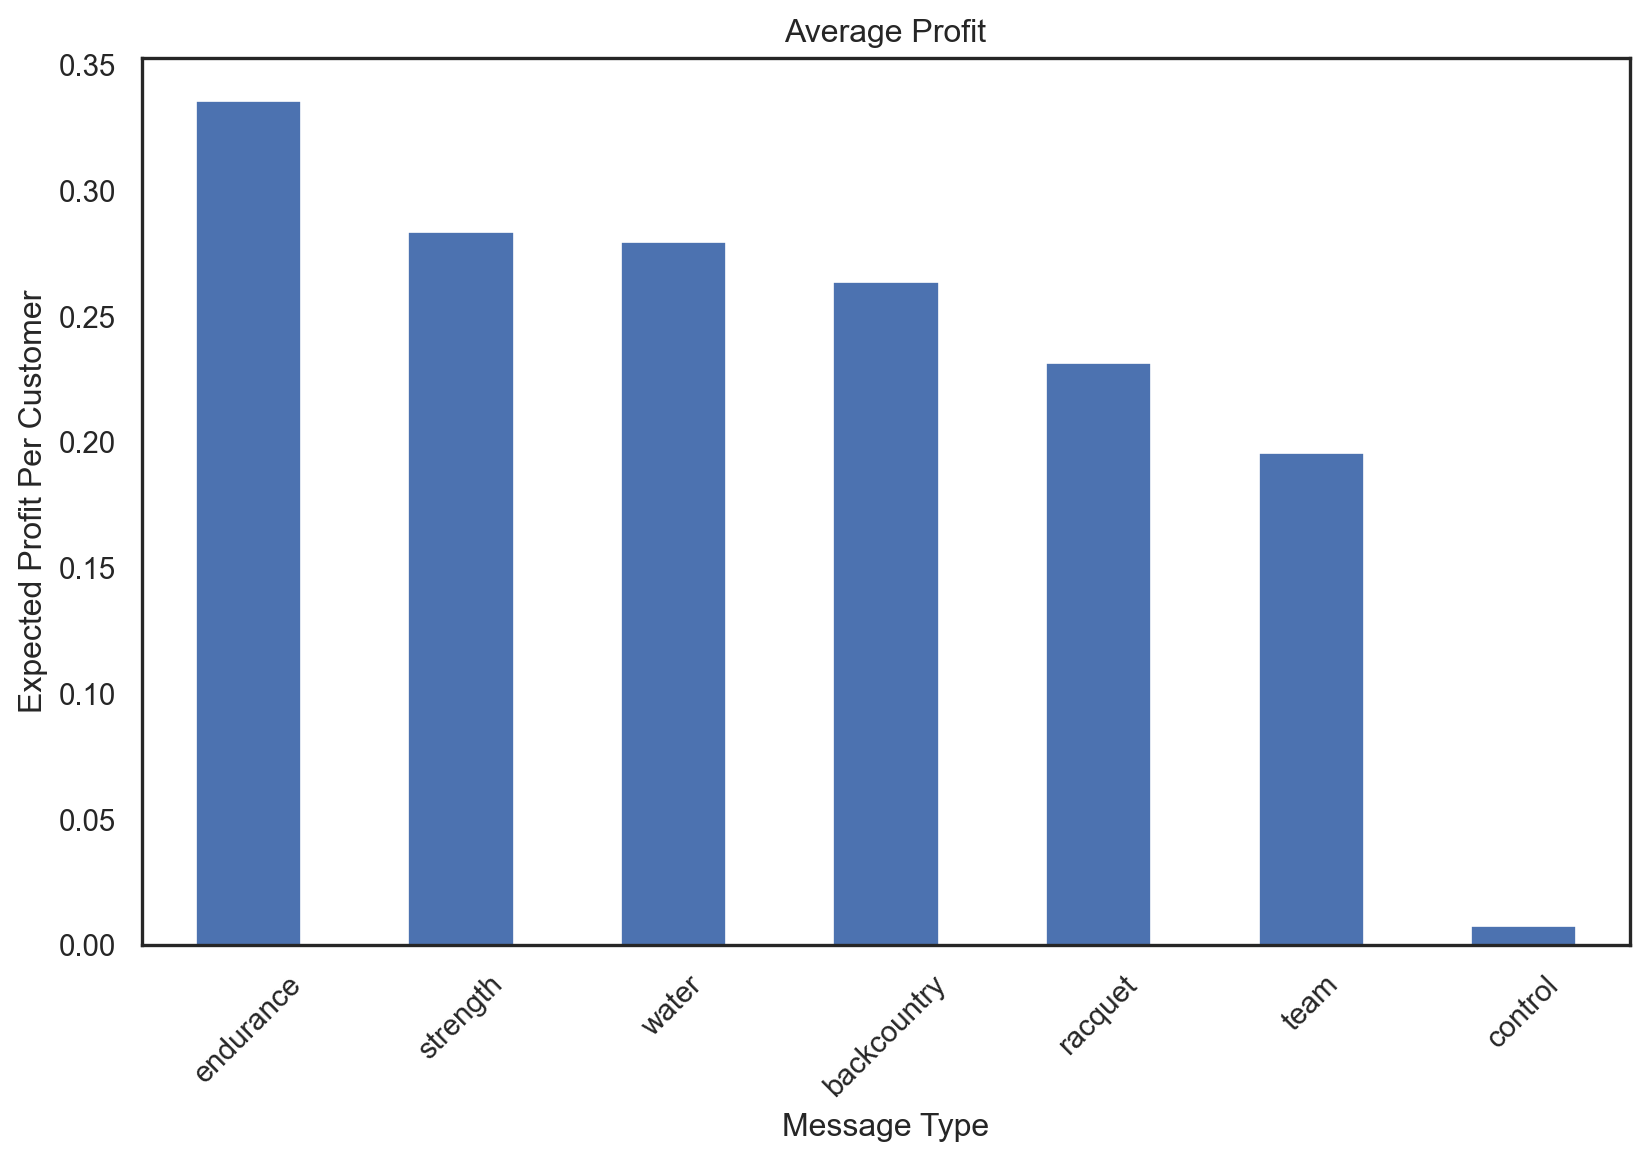 Average Profit
Expected Profit Per Customer
0.35
0.30
0.25
0.20
0.15
0.10
0.05
0.00
endurance
strength
water
backcountry
racquet
team
control
Message Type